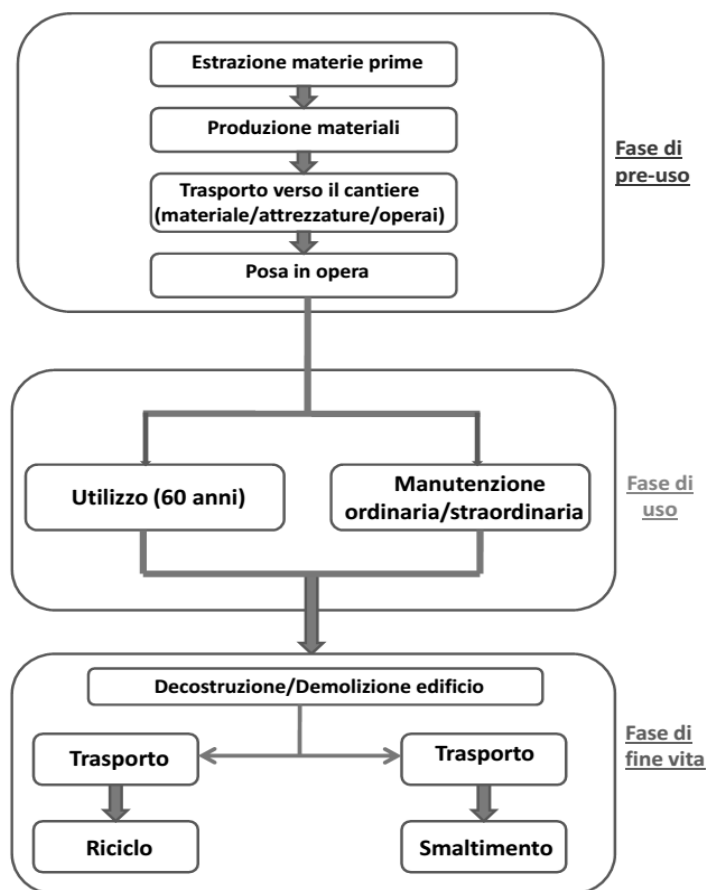 Estrazione materie prime
Produzione materiali
Trasporto verso il cantiere
(materiale/attrezzature/operai)
Posa in opera
Fase di
pre-uso
Utilizzo (60 anni)
Manutenzione
ordinaria/straordinaria
Fase di
uso
Decostruzione/Demolizione edificio
Trasporto
Trasporto
Riciclo
Smaltimento
Fase di
fine vita